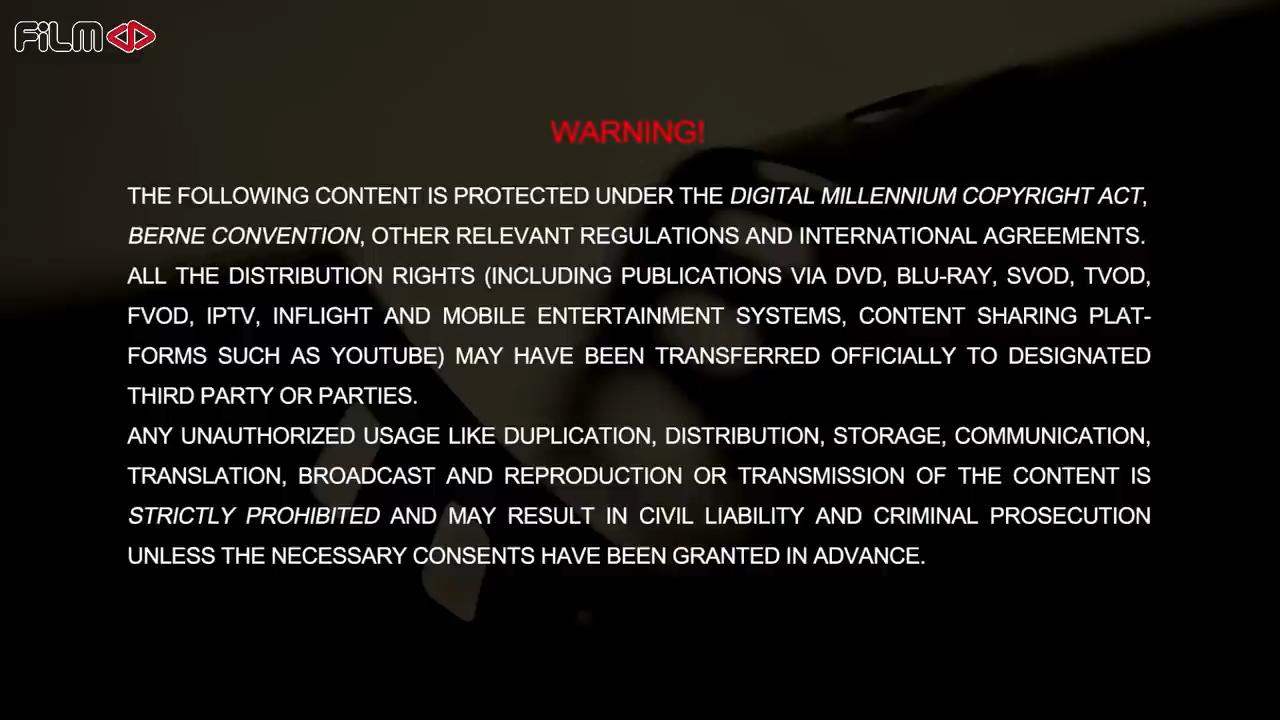 FiLM
WARNING!
THE FOLLOWING CONTENT IS PROTECTED UNDER THE DIGITAL MILLENNIUM COPYRIGHT ACT,
BERNE CONVENTION, OTHER RELEVANT REGULATIONS AND INTERNATIONAL AGREEMENTS.
ALL THE DISTRIBUTION RIGHTS (INCLUDING PUBLICATIONS VIA DVD, BLU-RAY, SVOD, TVOD,
FVOD, IPTV, INFLIGHT AND MOBILE ENTERTAINMENT SYSTEMS, CONTENT SHARING PLAT-
FORMS SUCH AS YOUTUBE) MAY HAVE BEEN TRANSFERRED OFFICIALLY TO DESIGNATED
THIRD PARTY OR PARTIES.
ANY UNAUTHORIZED USAGE LIKE DUPLICATION, DISTRIBUTION, STORAGE, COMMUNICATION,
TRANSLATION, BROADCAST AND REPRODUCTION OR TRANSMISSION OF THE CONTENT IS
STRICTLY PROHIBITED AND MAY RESULT IN CIVIL LIABILITY AND CRIMINAL PROSECUTION
UNLESS THE NECESSARY CONSENTS HAVE BEEN GRANTED IN ADVANCE.